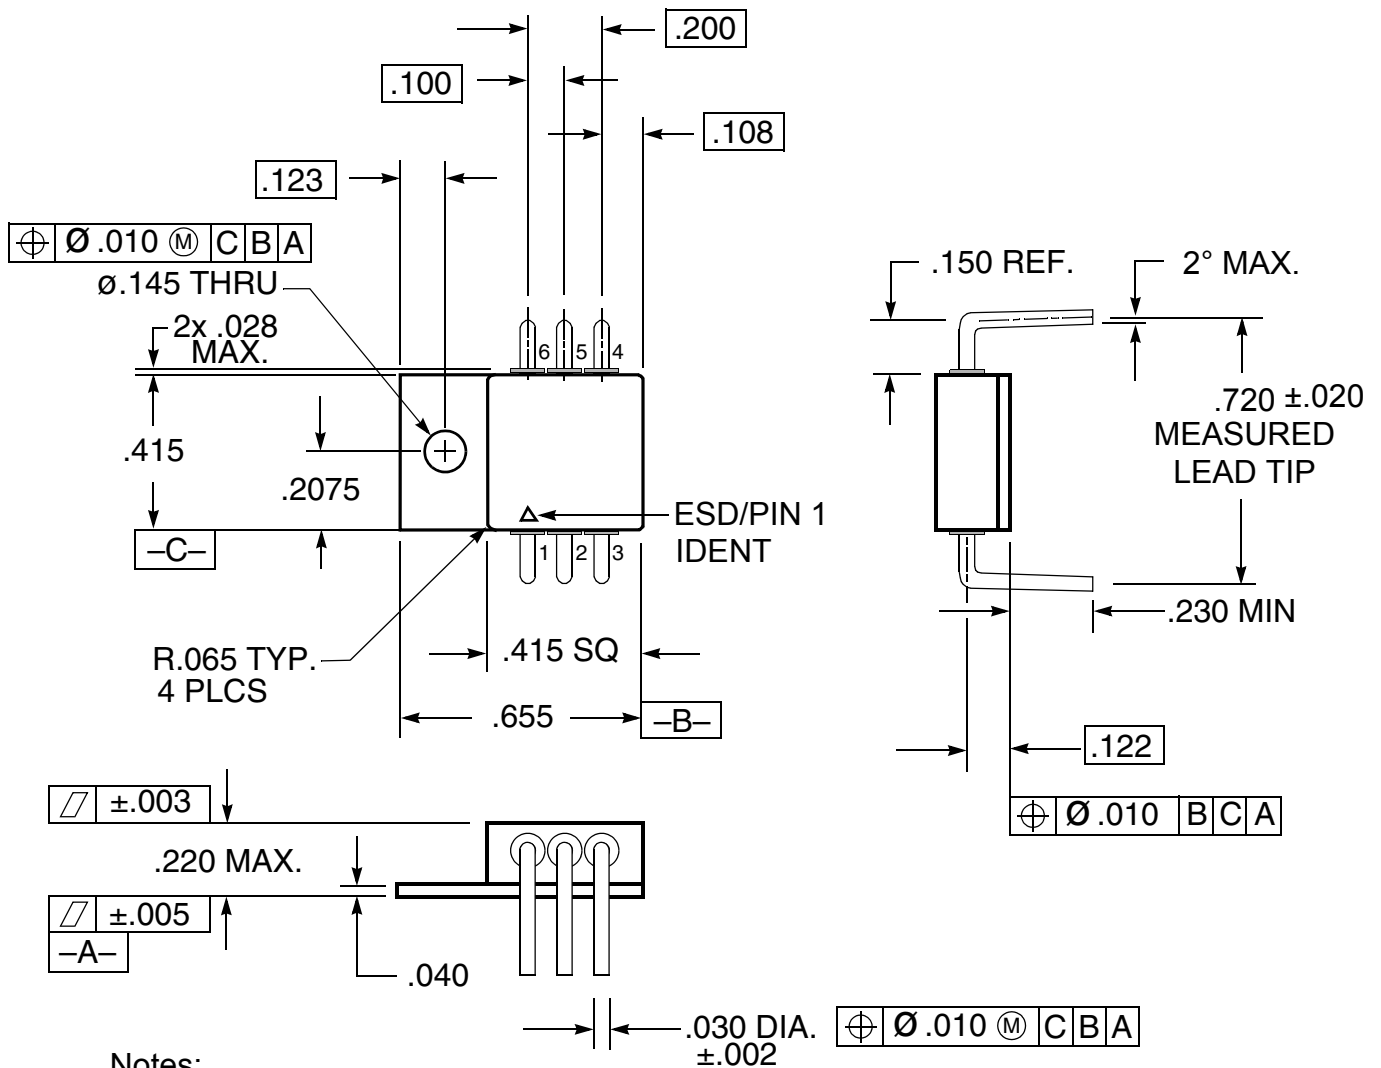 .200
.100
.108
.123
⌖ Ø .010 Ⓜ C B A
ø.145 THRU
2x .028
MAX.
6 5 4
.415
.2075
–C–
ESD/PIN 1
IDENT
1 2 3
R.065 TYP.
4 PLCS
.415 SQ
.655
–B–
.150 REF.
2° MAX.
.720 ±.020
MEASURED
LEAD TIP
.230 MIN
.122
⌖ Ø .010 B C A
⏥ ±.003
.220 MAX.
⏥ ±.005
–A–
.040
.030 DIA.
±.002
⌖ Ø .010 Ⓜ C B A
Notes: